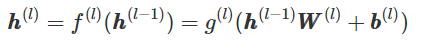 h^(l) = f^(l)(h^(l-1)) = g^(l)(h^(l-1)W^(l) + b^(l))